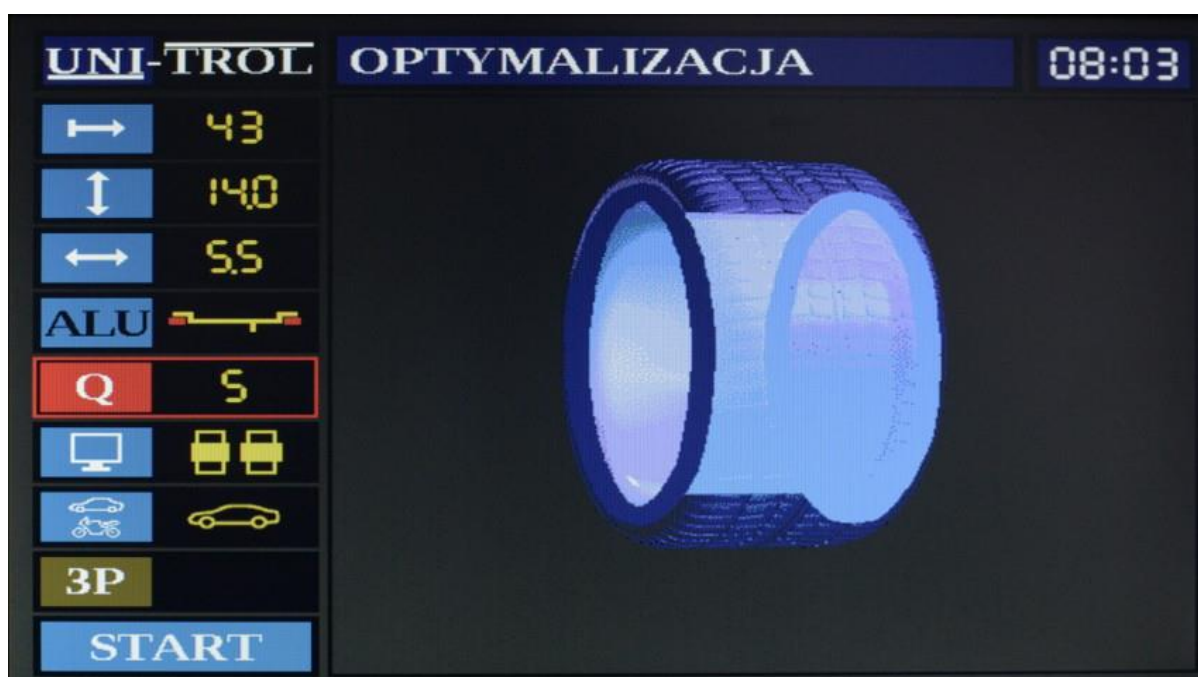 UNI-TROL
OPTYMALIZACJA
08:03
43
14.0
5.5
ALU
Q 5
3P
START